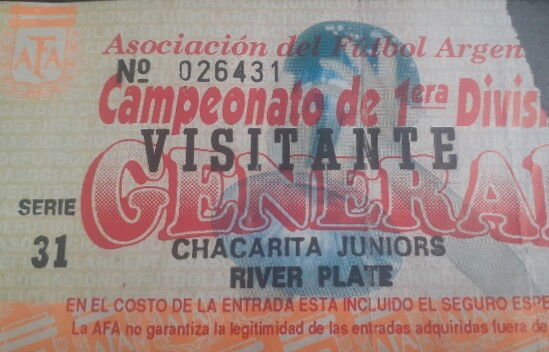 AFA
Asociación del Fútbol Argen
Nº 026431
Campeonato de 1era Divis
VISITANTE
GENERAL
SERIE
31
CHACARITA JUNIORS
RIVER PLATE
EN EL COSTO DE LA ENTRADA ESTA INCLUIDO EL SEGURO ESPE
La AFA no garantiza la legitimidad de las entradas adquiridas fuera de